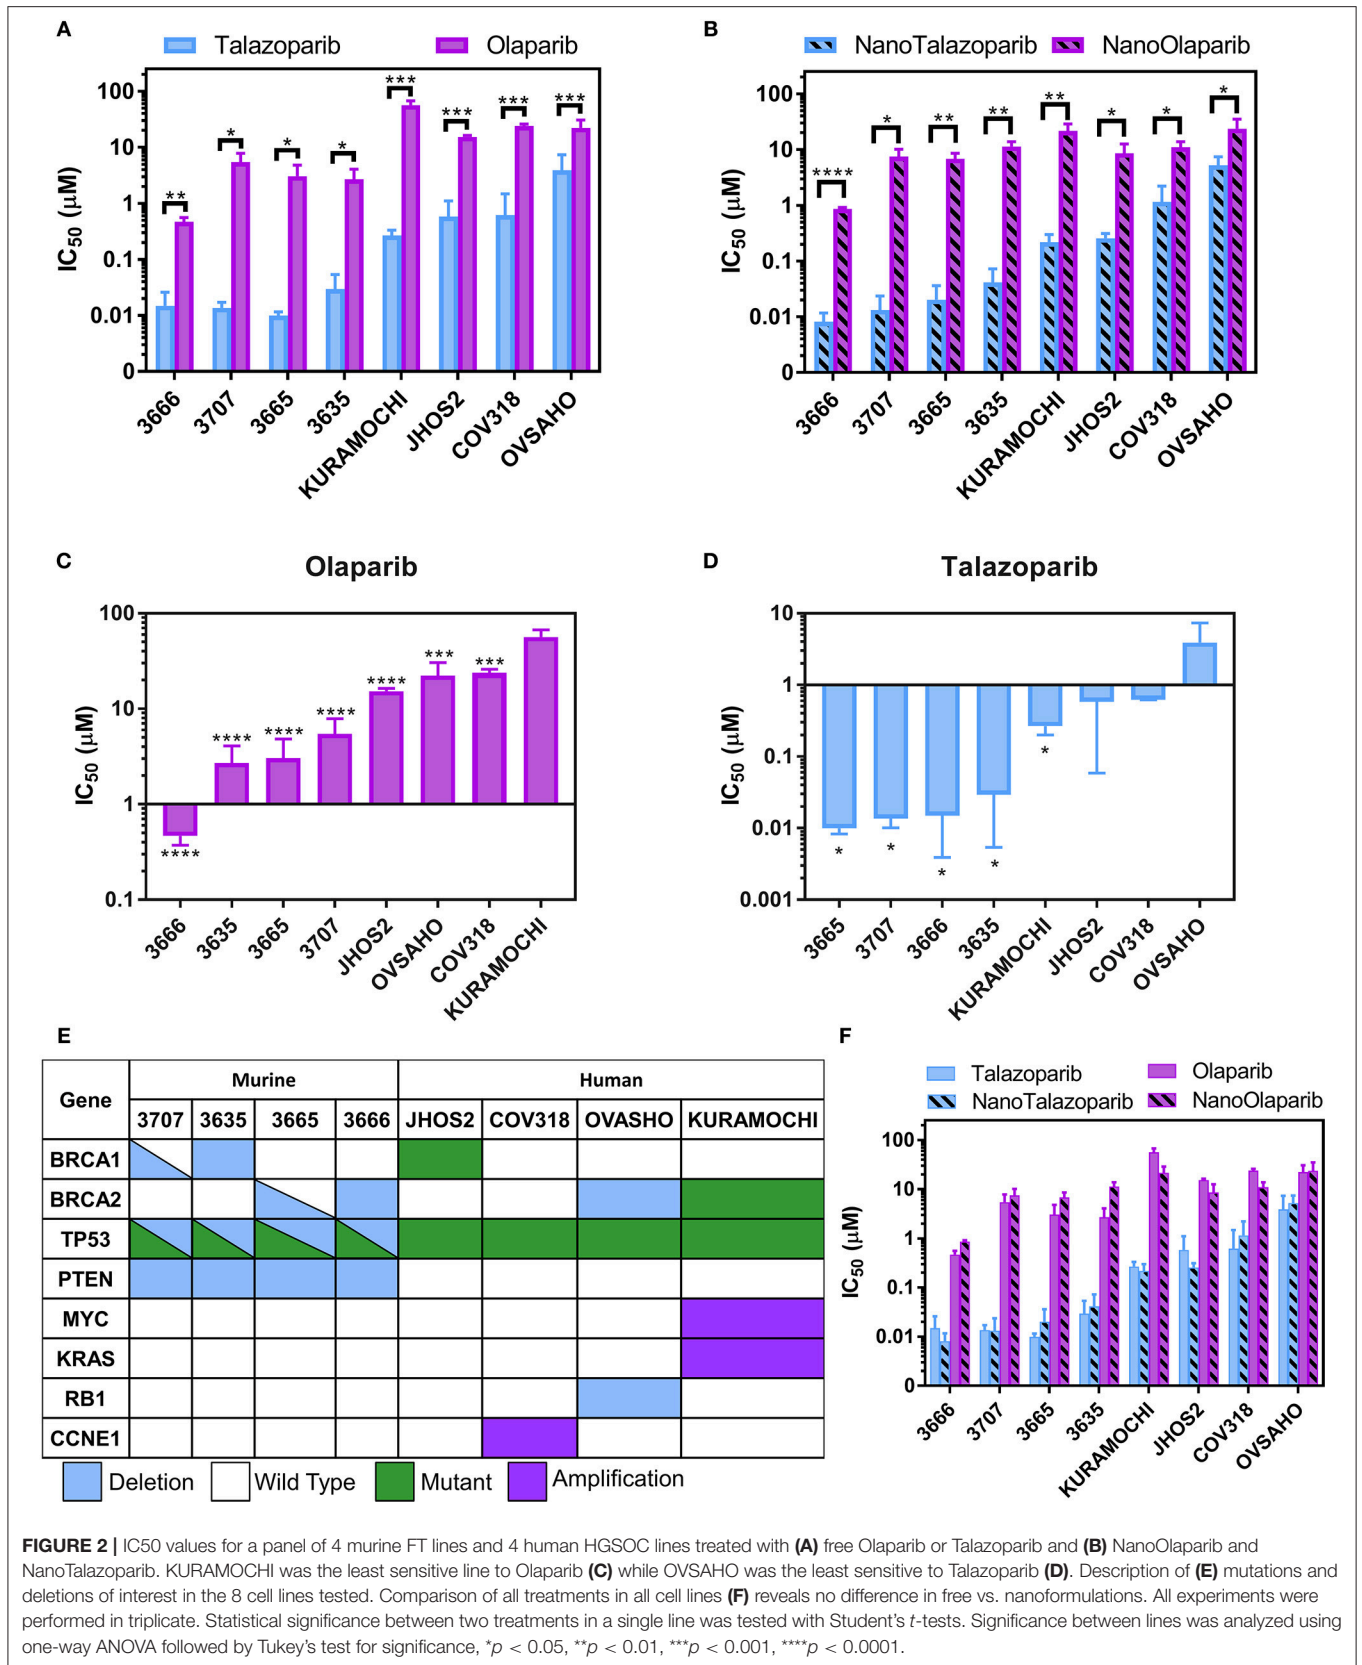 A
Talazoparib Olaparib
IC50 (μM)
100
10
1
0.1
0.01
0
** * * * *** *** *** ***
3666 3707 3665 3635 KURAMOCHI JHOS2 COV318 OVSAHO
B
NanoTalazoparib NanoOlaparib
IC50 (μM)
100
10
1
0.1
0.01
0
**** * ** ** ** * * *
3666 3707 3665 3635 KURAMOCHI JHOS2 COV318 OVSAHO
C
Olaparib
IC50 (μM)
100
10
1
0.1
**** **** **** **** **** *** ***
3666 3635 3665 3707 JHOS2 OVSAHO COV318 KURAMOCHI
D
Talazoparib
IC50 (μM)
10
1
0.1
0.01
0.001
* * * * *
3665 3707 3666 3635 KURAMOCHI JHOS2 COV318 OVSAHO
E
Gene Murine Human
3707 3635 3665 3666 JHOS2 COV318 OVASHO KURAMOCHI
BRCA1
BRCA2
TP53
PTEN
MYC
KRAS
RB1
CCNE1
Deletion Wild Type Mutant Amplification
F
Talazoparib Olaparib
NanoTalazoparib NanoOlaparib
IC50 (μM)
100
10
1
0.1
0.01
0
3666 3707 3665 3635 KURAMOCHI JHOS2 COV318 OVSAHO
FIGURE 2 | IC50 values for a panel of 4 murine FT lines and 4 human HGSOC lines treated with (A) free Olaparib or Talazoparib and (B) NanoOlaparib and
NanoTalazoparib. KURAMOCHI was the least sensitive line to Olaparib (C) while OVSAHO was the least sensitive to Talazoparib (D). Description of (E) mutations and
deletions of interest in the 8 cell lines tested. Comparison of all treatments in all cell lines (F) reveals no difference in free vs. nanoformulations. All experiments were
performed in triplicate. Statistical significance between two treatments in a single line was tested with Student's t-tests. Significance between lines was analyzed using
one-way ANOVA followed by Tukey's test for significance, *p < 0.05, **p < 0.01, ***p < 0.001, ****p < 0.0001.